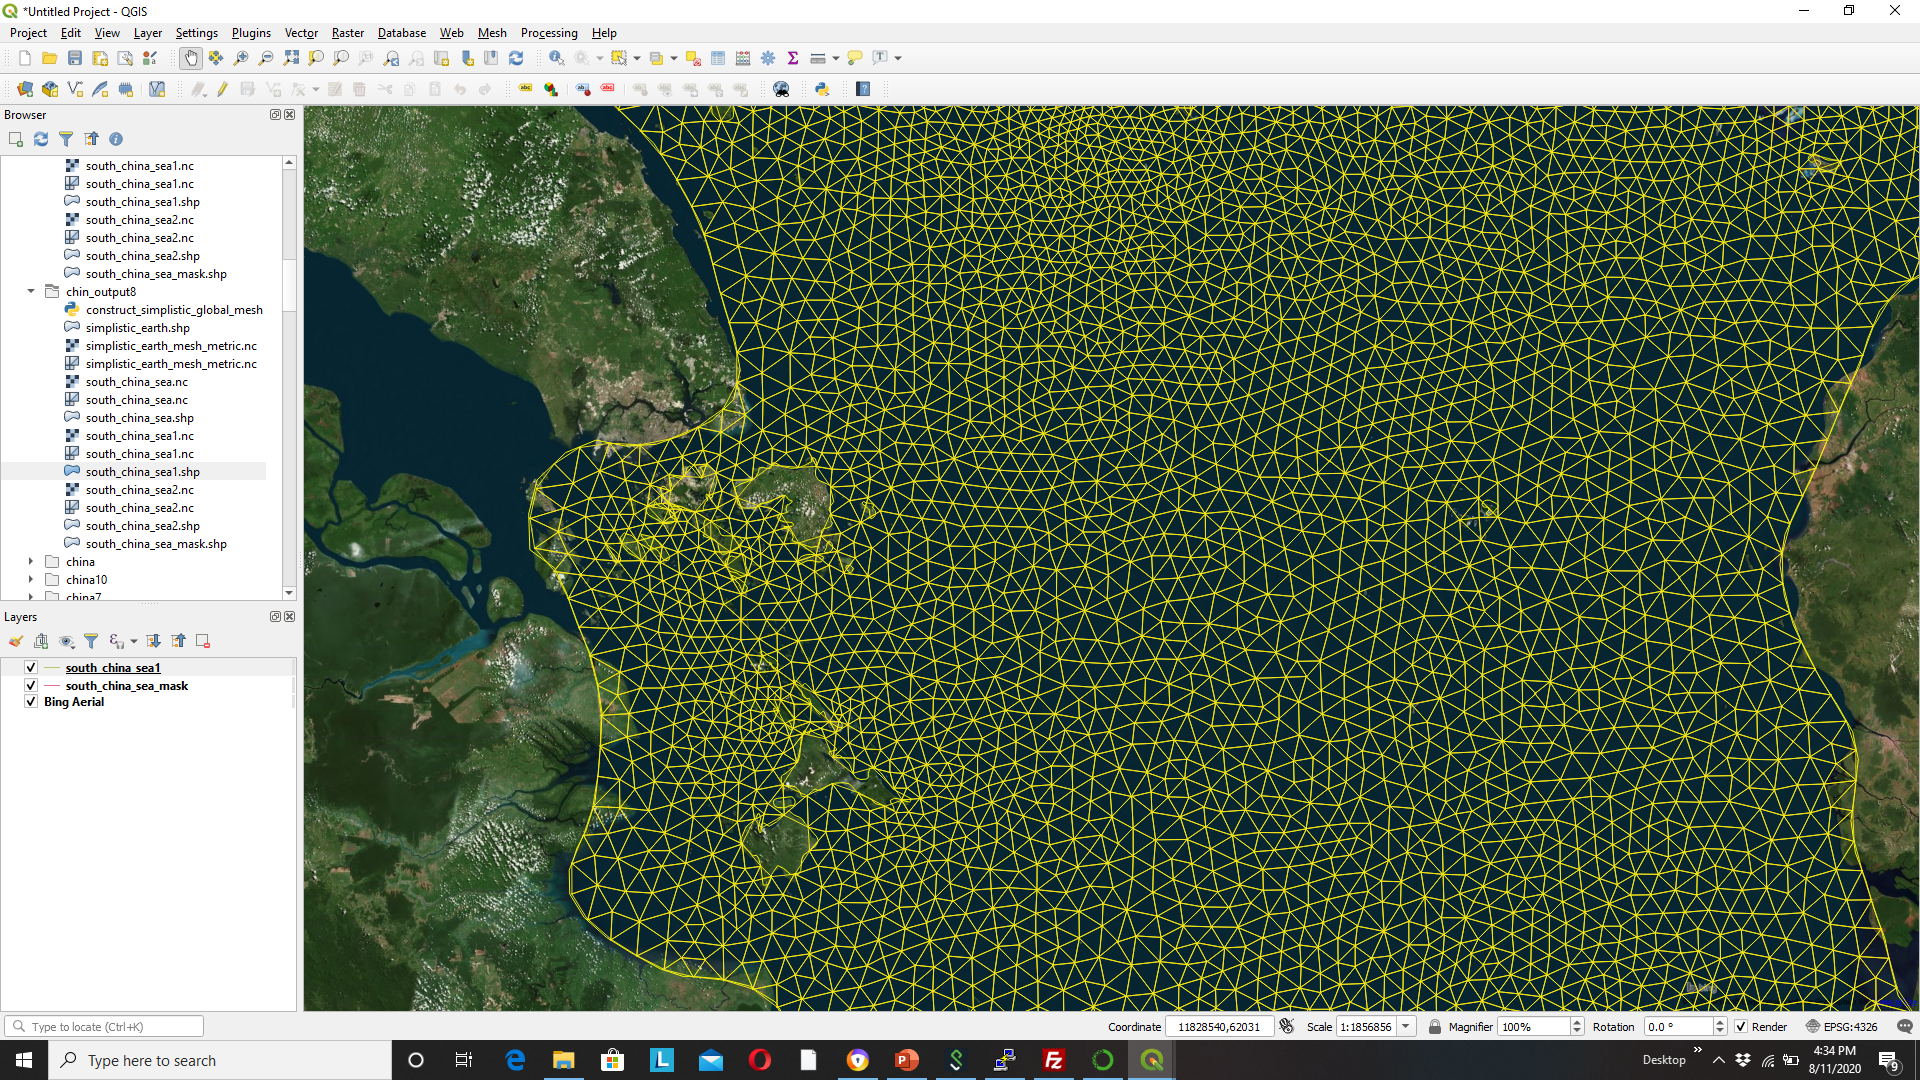 *Untitled Project - QGIS
Project Edit View Layer Settings Plugins Vector Raster Database Web Mesh Processing Help
Browser
south_china_sea1.nc
south_china_sea1.nc
south_china_sea1.shp
south_china_sea2.nc
south_china_sea2.nc
south_china_sea2.shp
south_china_sea_mask.shp
chin_output8
construct_simplistic_global_mesh
simplistic_earth.shp
simplistic_earth_mesh_metric.nc
simplistic_earth_mesh_metric.nc
south_china_sea.nc
south_china_sea.nc
south_china_sea.shp
south_china_sea1.nc
south_china_sea1.nc
south_china_sea1.shp
south_china_sea2.nc
south_china_sea2.nc
south_china_sea2.shp
south_china_sea_mask.shp
china
china10
china7
Layers
south_china_sea1
south_china_sea_mask
Bing Aerial
Type to locate (Ctrl+K)
Coordinate 11828540,62031 Scale 1:1856856 Magnifier 100% Rotation 0.0 ° Render EPSG:4326
Type here to search
Desktop
4:34 PM
8/11/2020
9